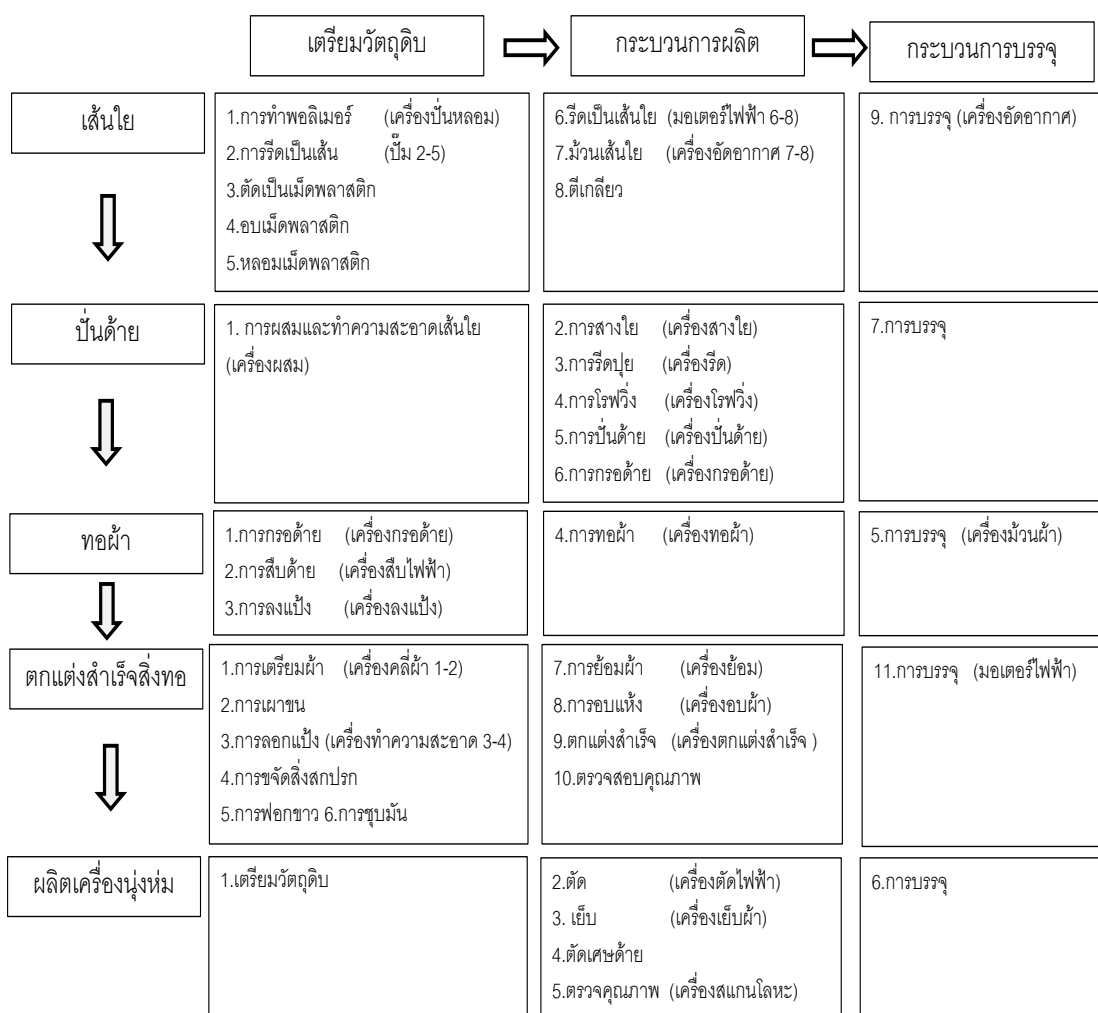 เตรียมวัตถุดิบ
กระบวนการผลิต
กระบวนการบรรจุ
เส้นใย
1.การทำพอลิเมอร์ (เครื่องปั่นหลอม)
2.การรีดเป็นเส้น (ปั๊ม 2-5)
3.ตัดเป็นเม็ดพลาสติก
4.อบเม็ดพลาสติก
5.หลอมเม็ดพลาสติก
6.รีดเป็นเส้นใย (มอเตอร์ไฟฟ้า 6-8)
7.ม้วนเส้นใย (เครื่องอัดอากาศ 7-8)
8.ตีเกลียว
9. การบรรจุ (เครื่องอัดอากาศ)
ปั่นด้าย
1. การผสมและทำความสะอาดเส้นใย
(เครื่องผสม)
2.การสางใย (เครื่องสางใย)
3.การรีดปุย (เครื่องรีด)
4.การโรฟวิ่ง (เครื่องโรฟวิ่ง)
5.การปั่นด้าย (เครื่องปั่นด้าย)
6.การกรอด้าย (เครื่องกรอด้าย)
7.การบรรจุ
ทอผ้า
1.การกรอด้าย (เครื่องกรอด้าย)
2.การสืบด้าย (เครื่องสืบไฟฟ้า)
3.การลงแป้ง (เครื่องลงแป้ง)
4.การทอผ้า (เครื่องทอผ้า)
5.การบรรจุ (เครื่องม้วนผ้า)
ตกแต่งสำเร็จสิ่งทอ
1.การเตรียมผ้า (เครื่องคลี่ผ้า 1-2)
2.การเผาขน
3.การลอกแป้ง (เครื่องทำความสะอาด 3-4)
4.การขจัดสิ่งสกปรก
5.การฟอกขาว 6.การชุบมัน
7.การย้อมผ้า (เครื่องย้อม)
8.การอบแห้ง (เครื่องอบผ้า)
9.ตกแต่งสำเร็จ (เครื่องตกแต่งสำเร็จ )
10.ตรวจสอบคุณภาพ
11.การบรรจุ (มอเตอร์ไฟฟ้า)
ผลิตเครื่องนุ่งห่ม
1.เตรียมวัตถุดิบ
2.ตัด (เครื่องตัดไฟฟ้า)
3. เย็บ (เครื่องเย็บผ้า)
4.ตัดเศษด้าย
5.ตรวจคุณภาพ (เครื่องสแกนโลหะ)
6.การบรรจุ